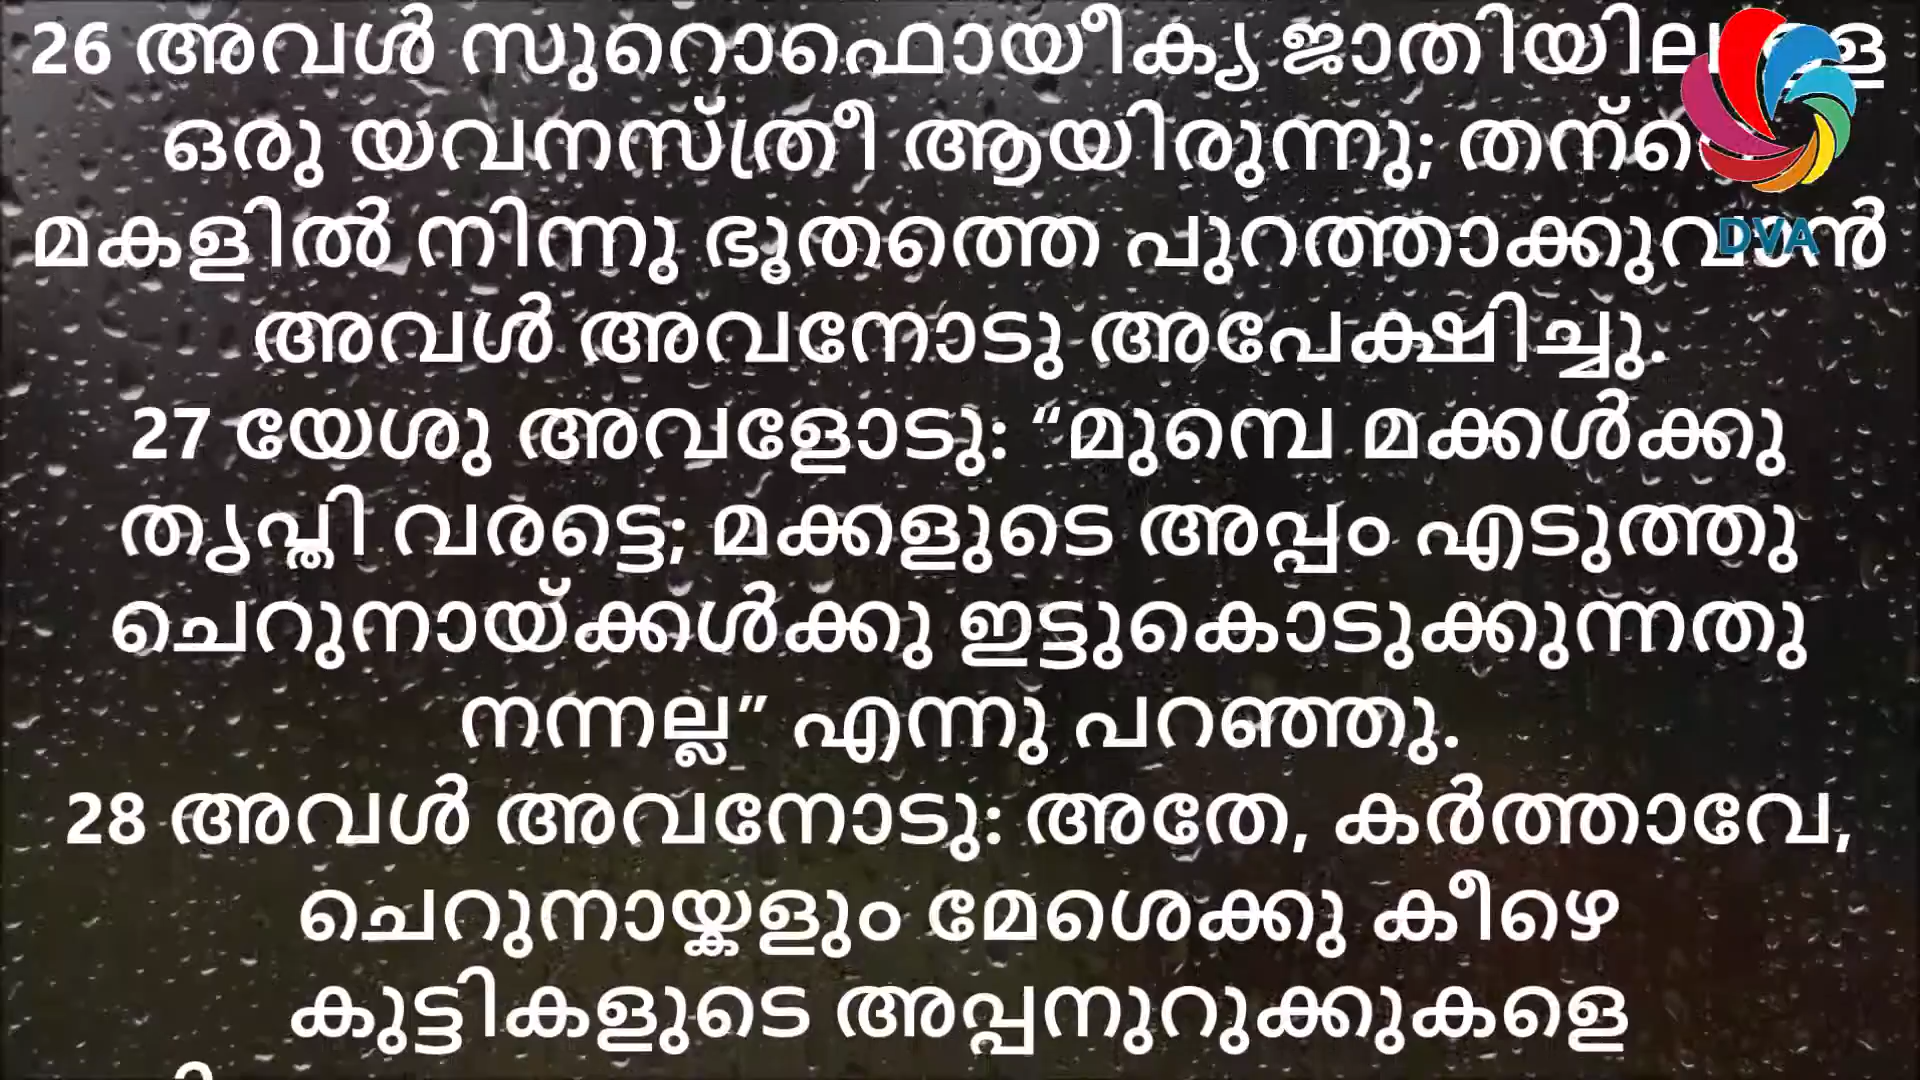 26 അവൾ സുറൊഫൊയീക്യ ജാതിയിലുള്ള
ഒരു യവനസ്ത്രീ ആയിരുന്നു;
മകളിൽ നിന്നു ഭൂതത്തെ പുറത്താക്കുവാൻ
DVA
അവൾ അവനോടു അപേക്ഷിച്ചു.
27 യേശു അവളോടു: “മുമ്പെ മക്കൾക്കു
തൃപ്തി വരട്ടെ; മക്കളുടെ അപ്പം എടുത്തു
ചെറുനായ്ക്കൾക്കു ഇട്ടുകൊടുക്കുന്നതു
നന്നല്ല” എന്നു പറഞ്ഞു.
28 അവൾ അവനോടു: അതേ, കർത്താവേ,
ചെറുനായ്കളും മേശെക്കു കീഴെ
കുട്ടികളുടെ അപ്പനുറുക്കുകളെ